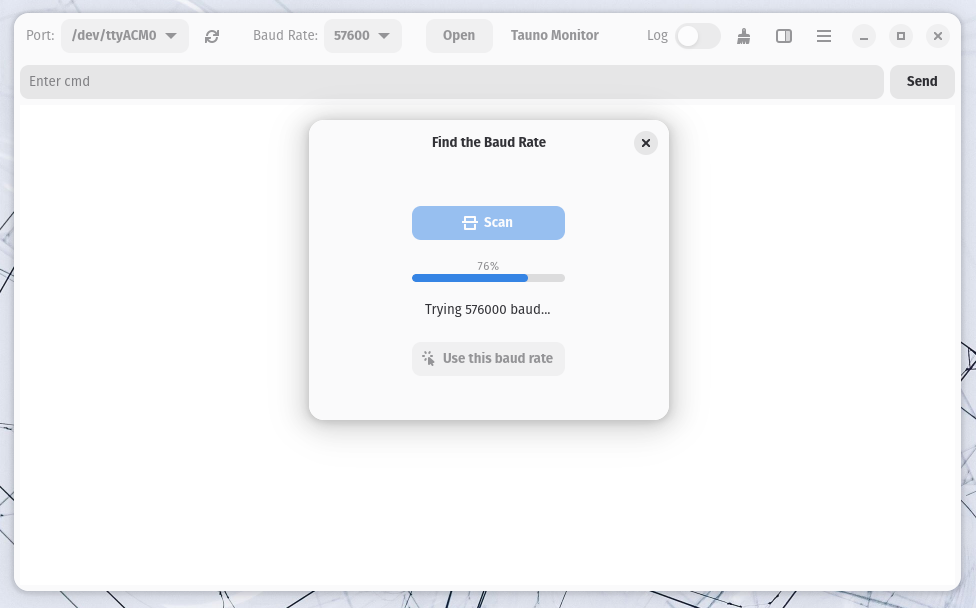 Port: /dev/ttyACM0 Baud Rate: 57600 Open Tauno Monitor Log
Enter cmd Send
Find the Baud Rate
Scan
76%
Trying 576000 baud...
Use this baud rate